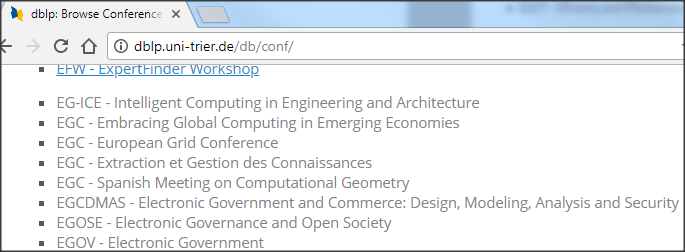 dblp: Browse Conference
dblp.uni-trier.de/db/conf/
EFW - ExpertFinder Workshop
EG-ICE - Intelligent Computing in Engineering and Architecture
EGC - Embracing Global Computing in Emerging Economies
EGC - European Grid Conference
EGC - Extraction et Gestion des Connaissances
EGC - Spanish Meeting on Computational Geometry
EGCDMAS - Electronic Government and Commerce: Design, Modeling, Analysis and Security
EGOSE - Electronic Governance and Open Society
EGOV - Electronic Government